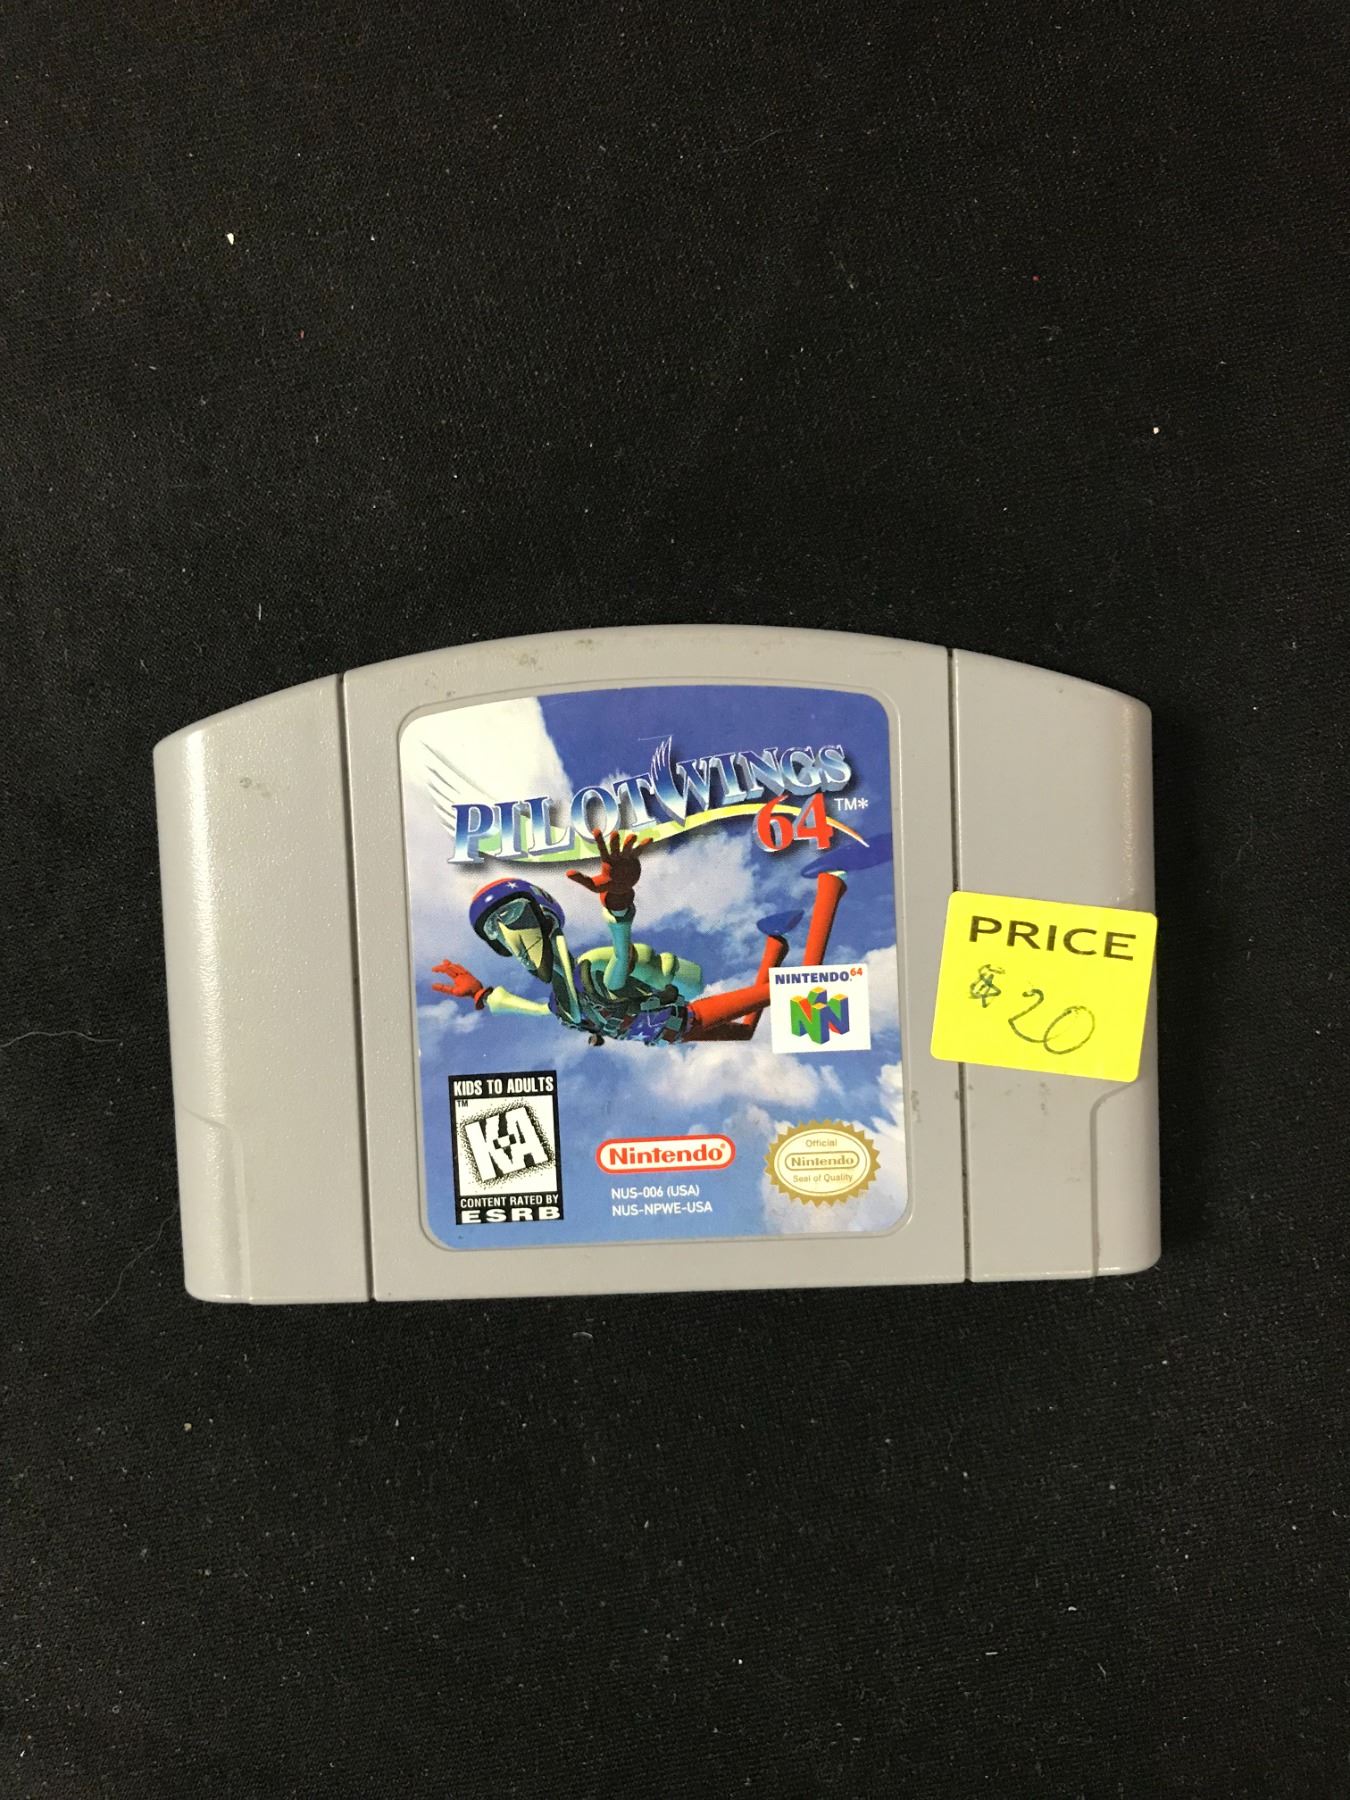 PILOTWINGS
64 TM*
PRICE
$20
NINTENDO64
KIDS TO ADULTS
TM
K-A
CONTENT RATED BY
ESRB
Nintendo®
NUS-006 (USA)
NUS-NPWE-USA
Official
Nintendo
Seal of Quality